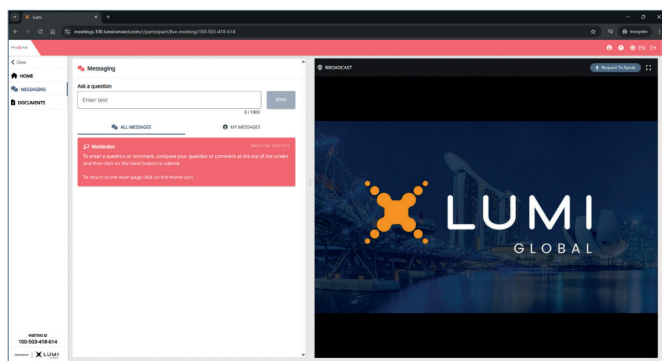 Lumi
meetings.100.lumiconnect.com/c/participant/live-meeting/100-503-418-614
Incognito
EN
Close
HOME
MESSAGING
DOCUMENTS
Messaging
Ask a question
Enter text
SEND
0 / 1000
ALL MESSAGES
MY MESSAGES
Moderator
To enter a question or comment, compose your question or comment at the top of the screen
and then click on the Send button to submit.
To return to the main page click on the Home icon.
MEETING ID
100-503-418-614
LUMI
BROADCAST
Request To Speak
LUMI
GLOBAL